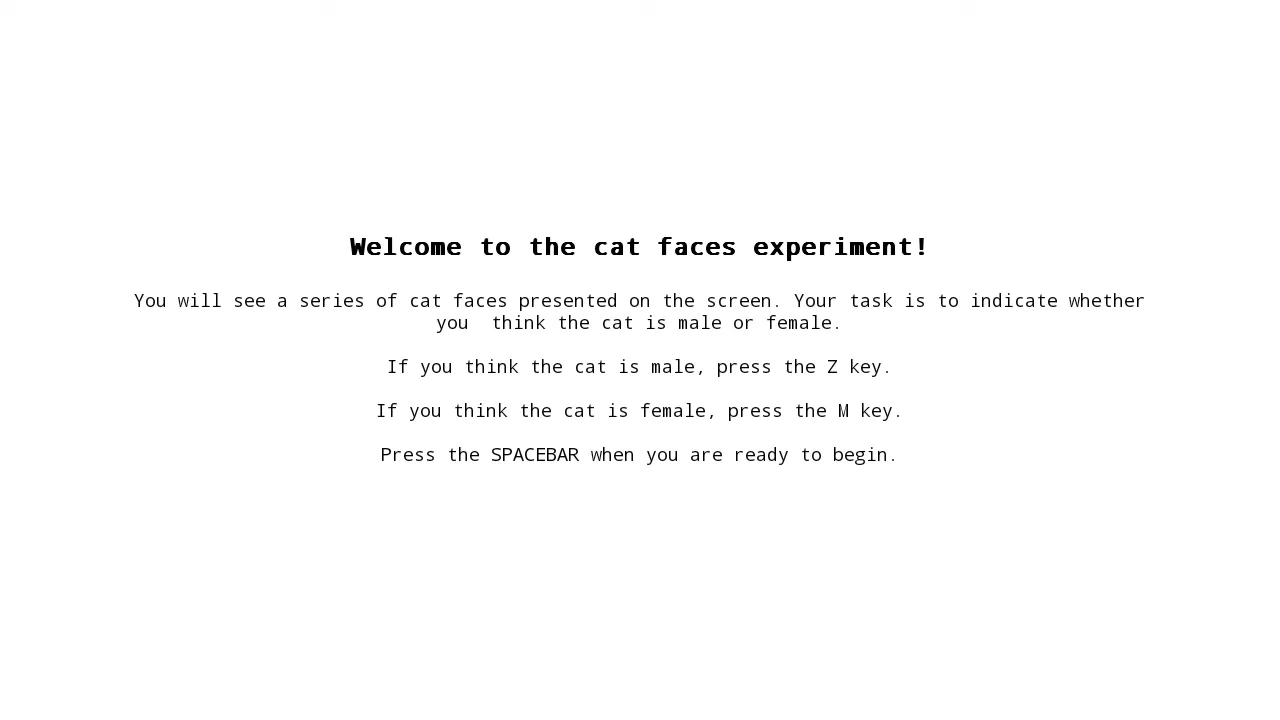 Welcome to the cat faces experiment!
You will see a series of cat faces presented on the screen. Your task is to indicate whether
you  think the cat is male or female.
If you think the cat is male, press the Z key.
If you think the cat is female, press the M key.
Press the SPACEBAR when you are ready to begin.